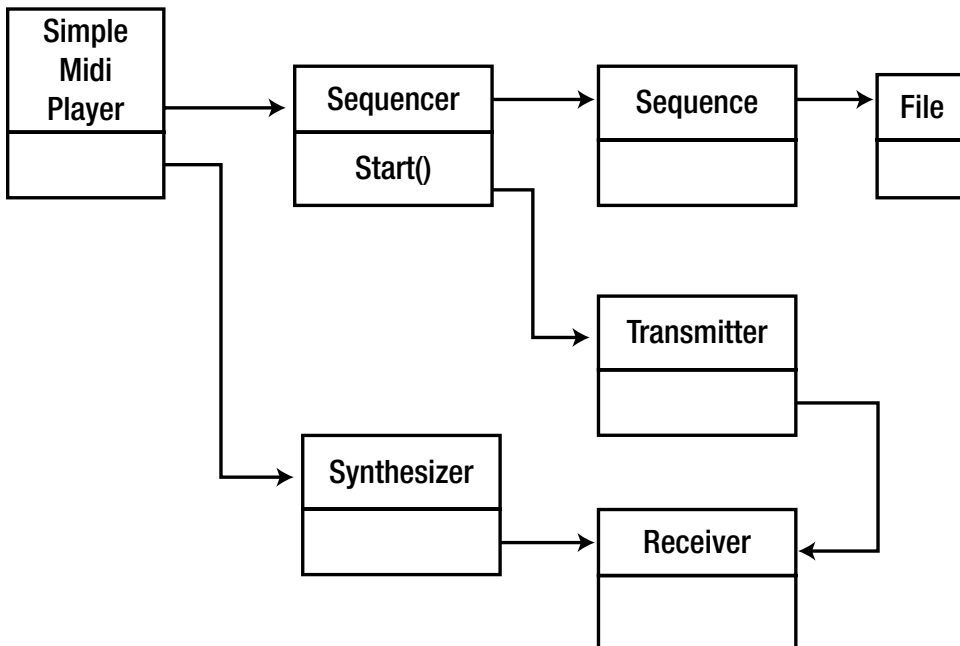 Simple
Midi
Player
Sequencer
Start()
Sequence
File
Transmitter
Synthesizer
Receiver